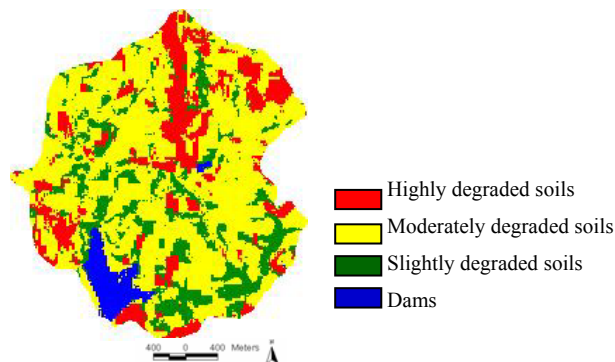 Highly degraded soils
Moderately degraded soils
Slightly degraded soils
Dams
400 0 400 Meters
N